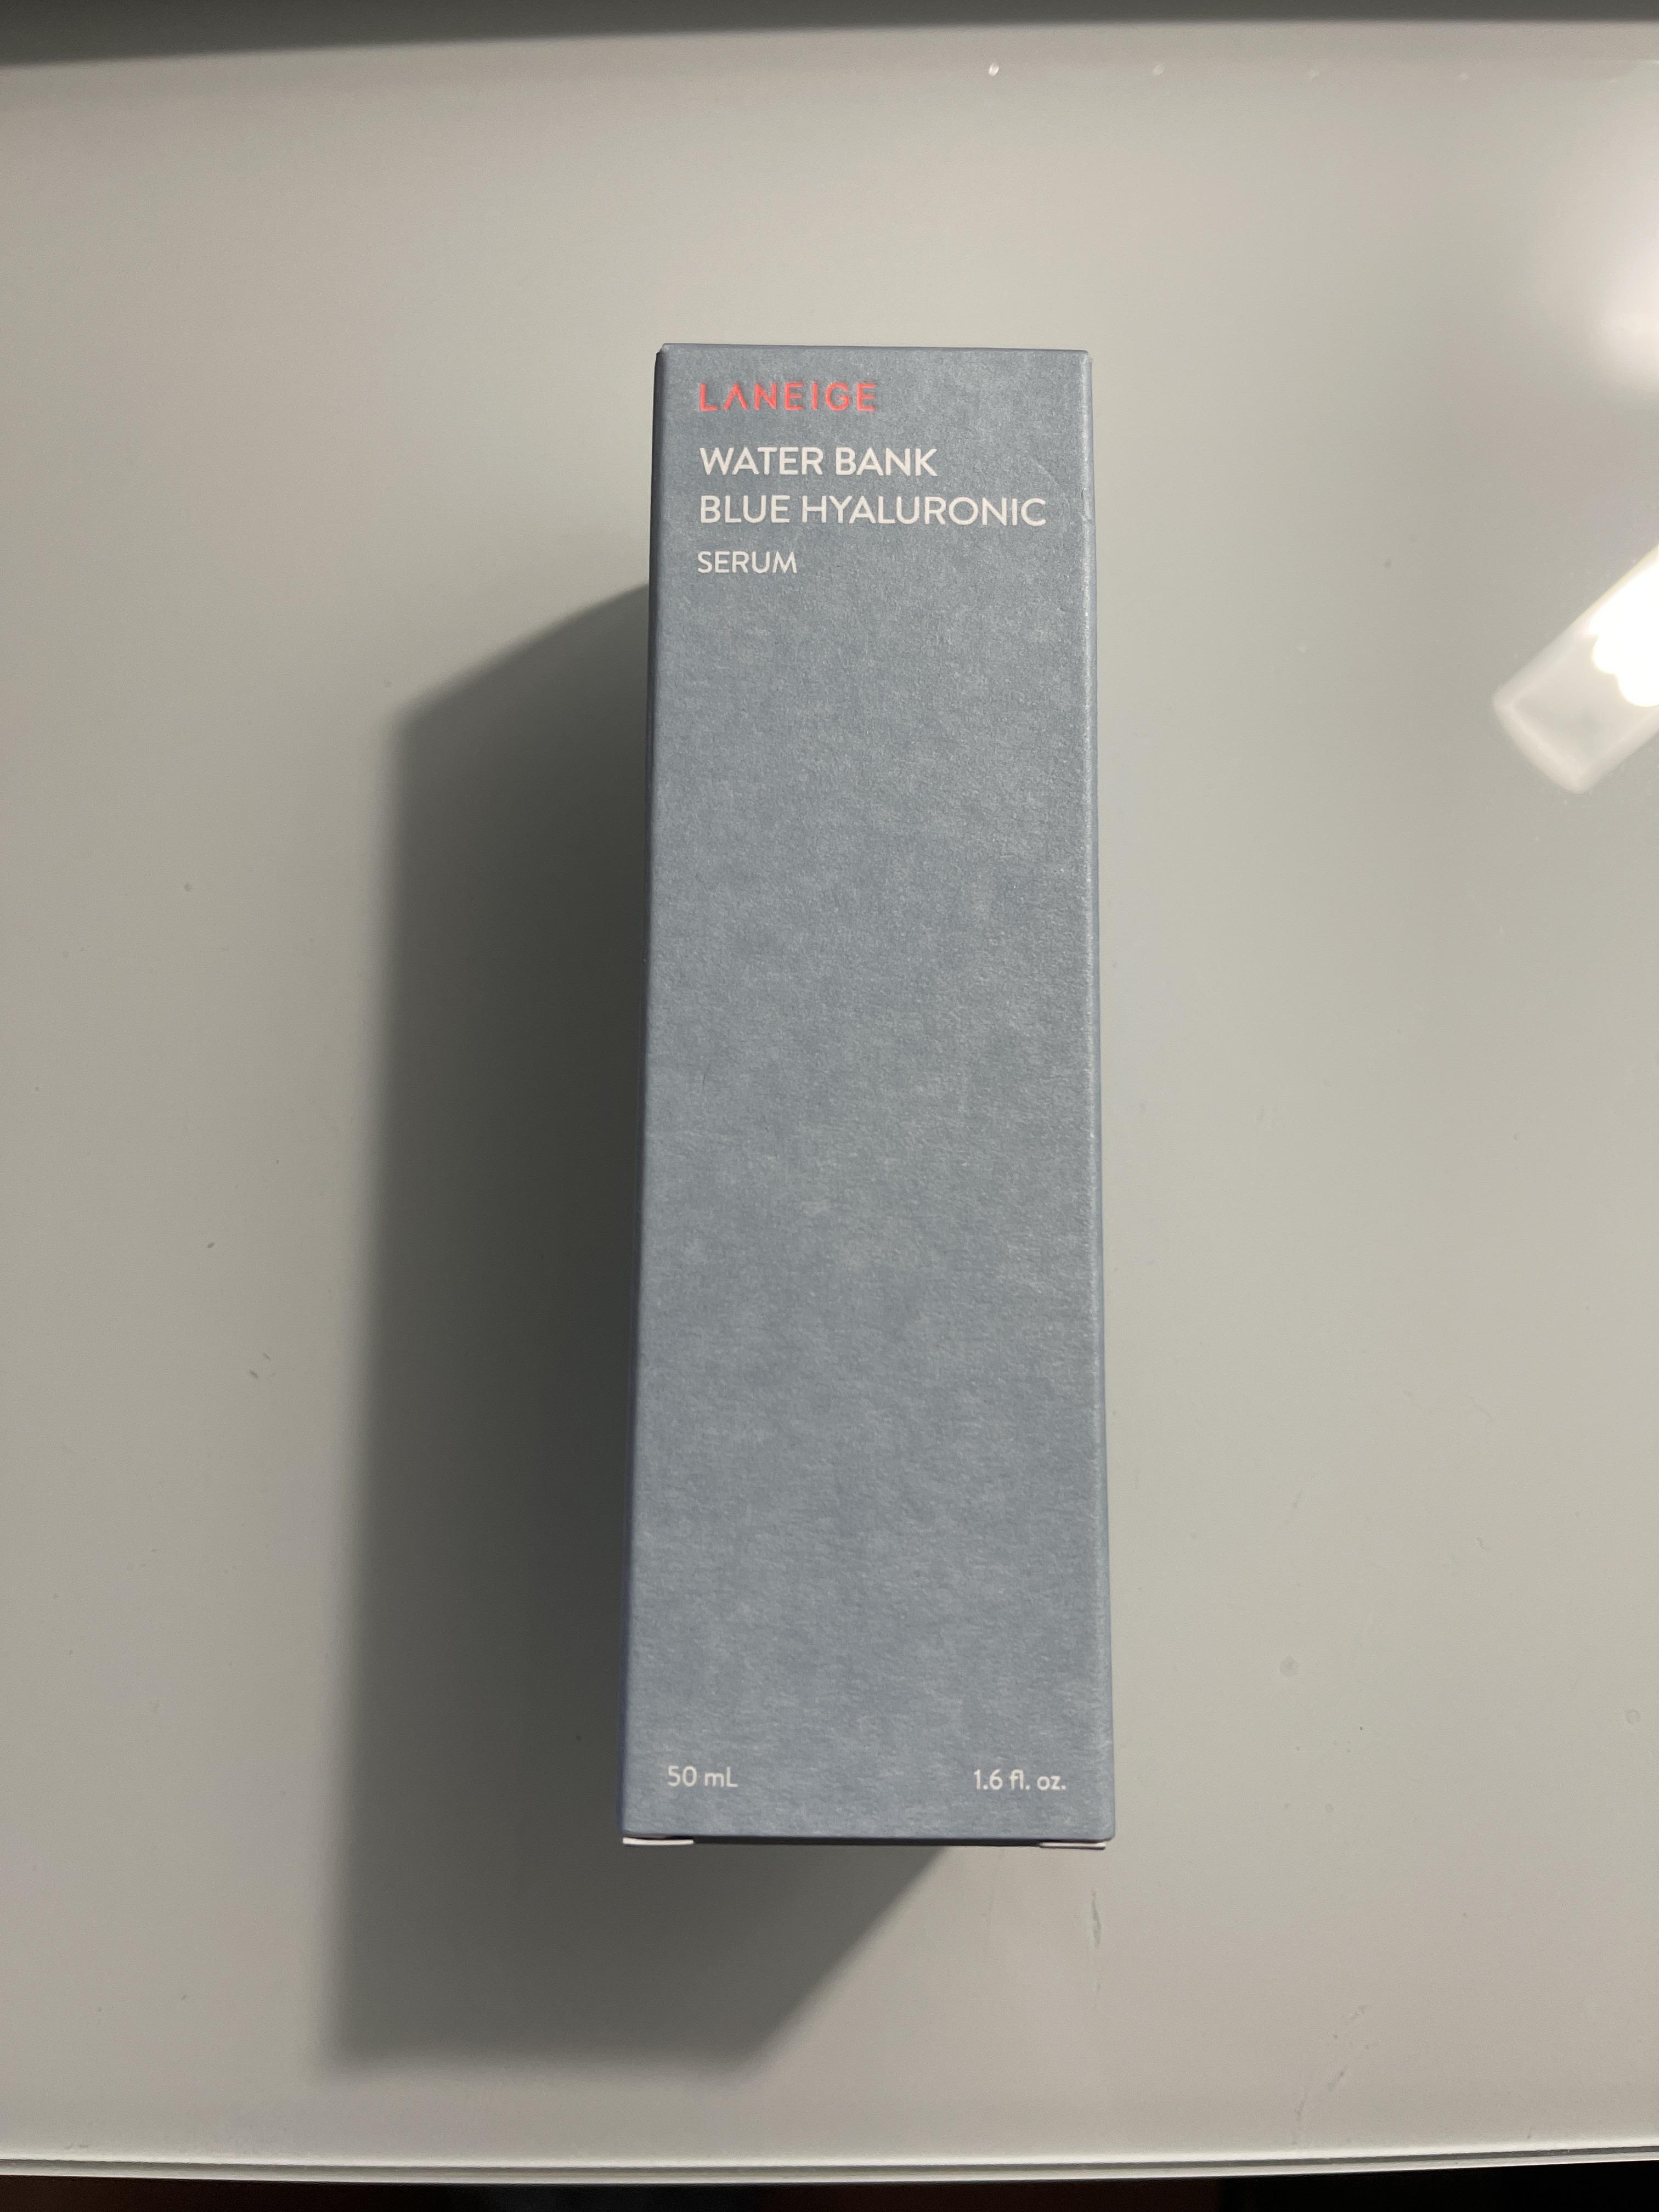 LANEIGE
WATER BANK
BLUE HYALURONIC
SERUM
50 mL 1.6 fl. oz.